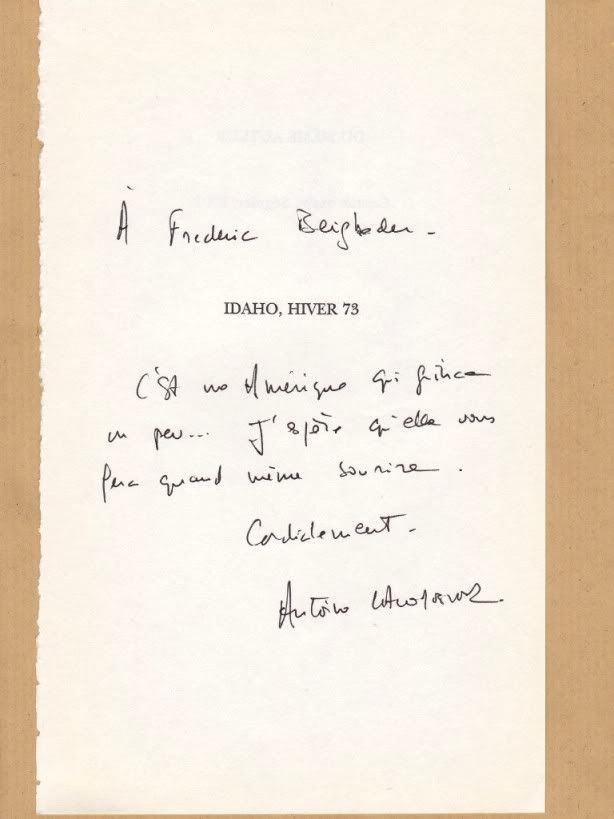 À Frederic Beigbeder -
IDAHO, HIVER 73
C'est une Amérique qui grince
un peu... J'espère qu'elle vous
fera quand même sourire.
Cordialement -
Antoine